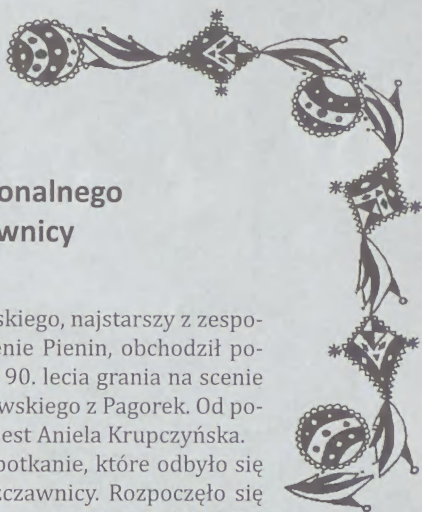 onalnego
wnicy
skiego, najstarszy z zespo-
enie Pienin, obchodził po-
90. lecia grania na scenie
wskiego z Pagorek. Od po-
est Aniela Krupczyńska.
potkanie, które odbyło się
zczawnicy. Rozpoczęło się